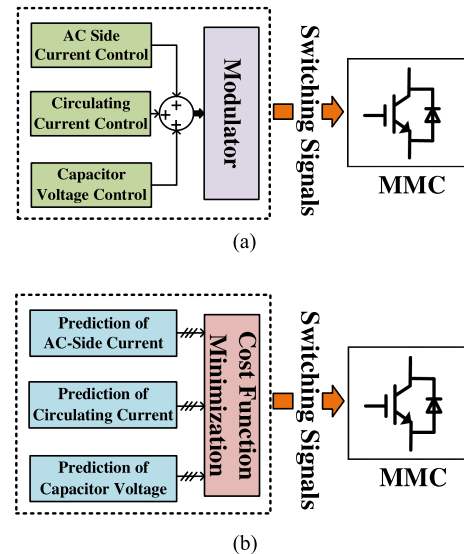 AC Side
Current Control
Circulating
Current Control
Capacitor
Voltage Control
+
+
+
Modulator
Switching Signals
MMC
(a)
Prediction of
AC-Side Current
Prediction of
Circulating Current
Prediction of
Capacitor Voltage
Cost Function
Minimization
Switching Signals
MMC
(b)